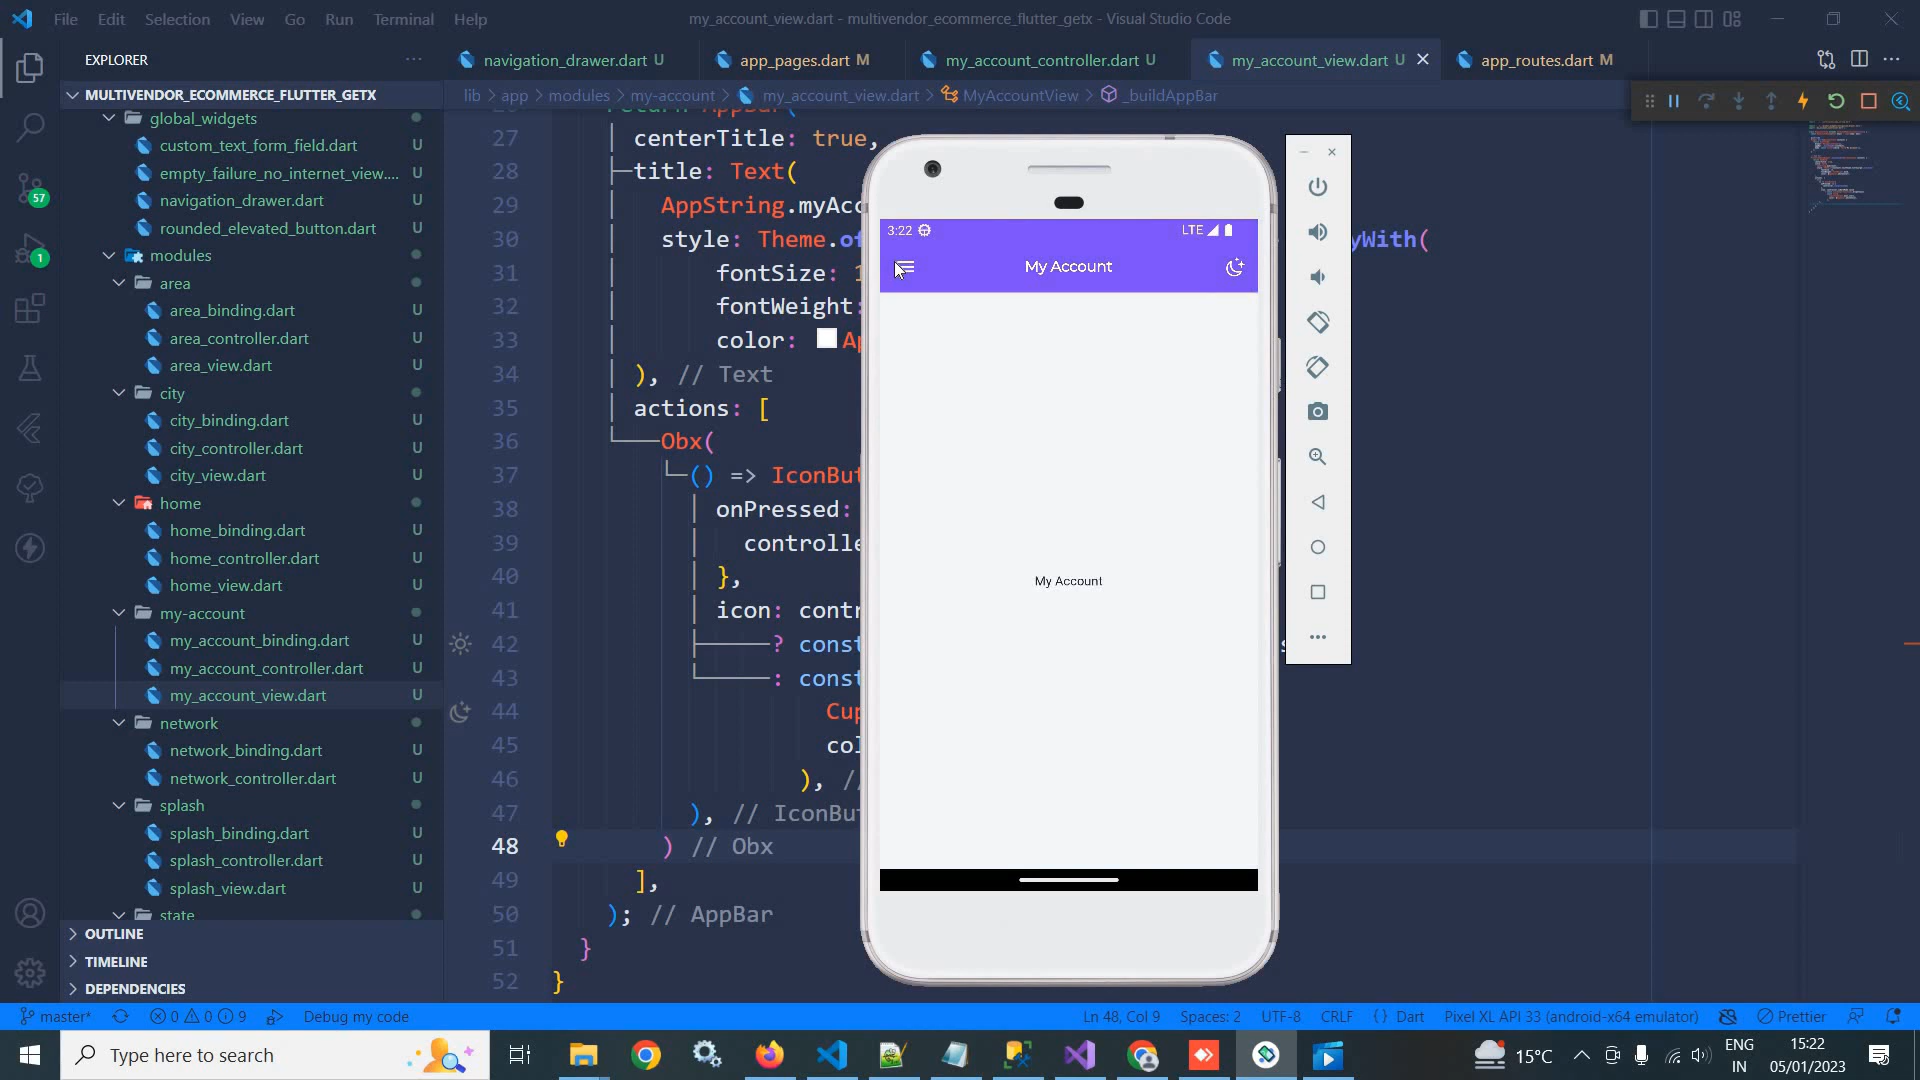 File Edit Selection View Go Run Terminal Help
my_account_view.dart - multivendor_ecommerce_flutter_getx - Visual Studio Code
EXPLORER
navigation_drawer.dart U
app_pages.dart M
my_account_controller.dart U
my_account_view.dart U
app_routes.dart M
MULTIVENDOR_ECOMMERCE_FLUTTER_GETX
lib > app > modules > my-account > my_account_view.dart > MyAccountView > _buildAppBar
global_widgets
custom_text_form_field.dart U
empty_failure_no_internet_view.... U
navigation_drawer.dart U
rounded_elevated_button.dart U
modules
area
area_binding.dart U
area_controller.dart U
area_view.dart U
city
city_binding.dart U
city_controller.dart U
city_view.dart U
home
home_binding.dart U
home_controller.dart U
home_view.dart U
my-account
my_account_binding.dart U
my_account_controller.dart U
my_account_view.dart U
network
network_binding.dart U
network_controller.dart U
splash
splash_binding.dart U
splash_controller.dart U
splash_view.dart U
state
OUTLINE
TIMELINE
DEPENDENCIES
57
1
27 centerTitle: true,
28 title: Text(
29 AppString.myAcc
30 style: Theme.of yWith(
31 fontSize: 1
32 fontWeight:
33 color: Ap
34 ), // Text
35 actions: [
36 Obx(
37 () => IconBut
38 onPressed:
39 controlle
40 },
41 icon: contr
42 ? const
43 : const
44 Cup
45 col
46 ), //
47 ), // IconBut
48 ) // Obx
49 ],
50 ); // AppBar
51 }
52 }
3:22
LTE
My Account
My Account
master* 0 0 9 Debug my code
Ln 48, Col 9 Spaces: 2 UTF-8 CRLF {} Dart Pixel XL API 33 (android-x64 emulator) Prettier
Type here to search
15°C
ENG
IN
15:22
05/01/2023